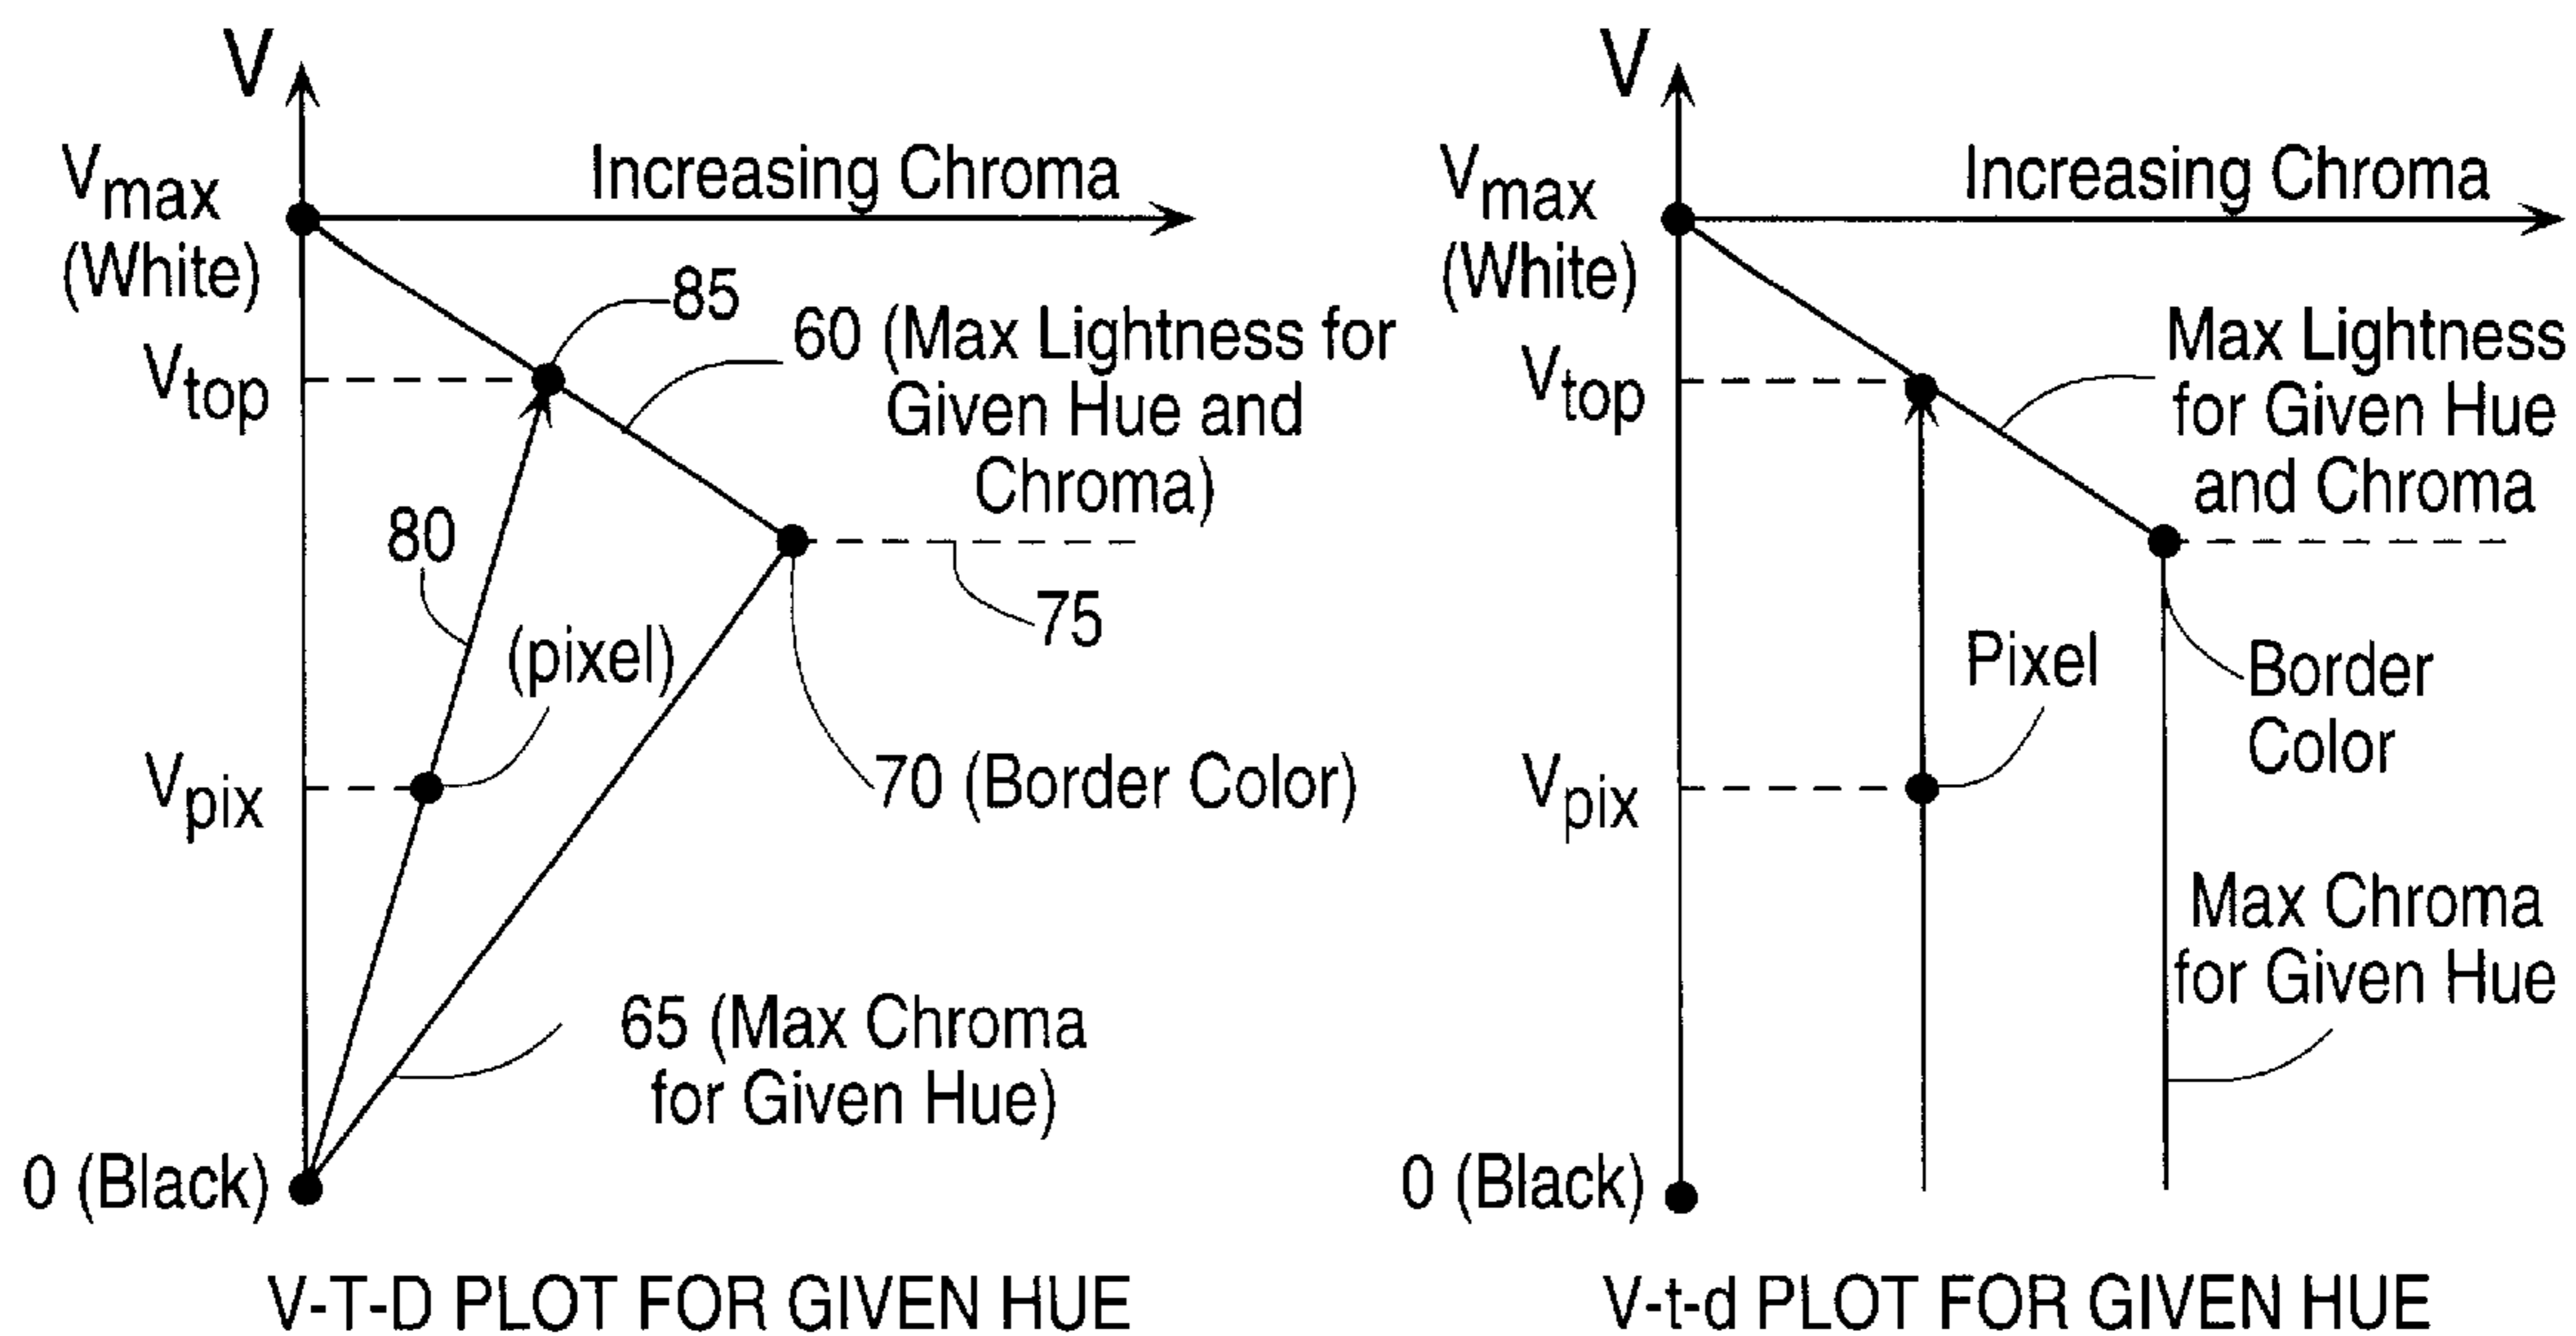 V
Increasing Chroma
Vmax
(White)
85
60 (Max Lightness for
Given Hue and
Chroma)
Vtop
80
75
(pixel)
Vpix
70 (Border Color)
65 (Max Chroma
for Given Hue)
0 (Black)
V-T-D PLOT FOR GIVEN HUE
V
Increasing Chroma
Vmax
(White)
Max Lightness
for Given Hue
and Chroma
Vtop
Pixel
Border
Color
Vpix
Max Chroma
for Given Hue
0 (Black)
V-t-d PLOT FOR GIVEN HUE